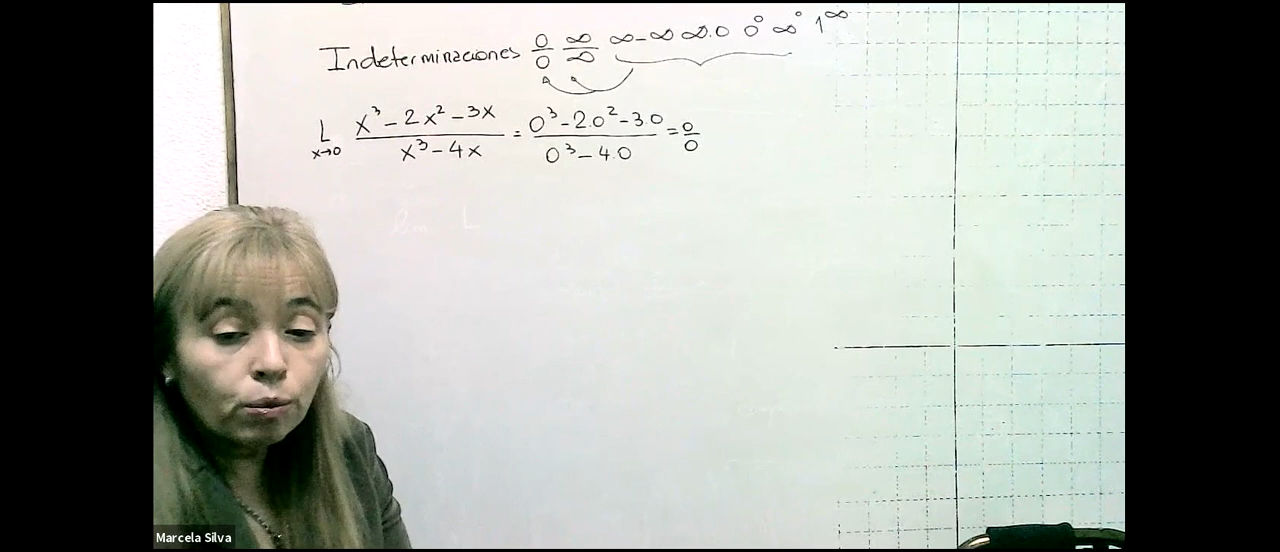 Indeterminaciones 0/0 ∞/∞ ∞-∞ ∞.0 0⁰ ∞⁰ 1^∞
L x→0 (x³-2x²-3x)/(x³-4x) = (0³-2.0²-3.0)/(0³-4.0) = 0/0
lim L
Marcela Silva